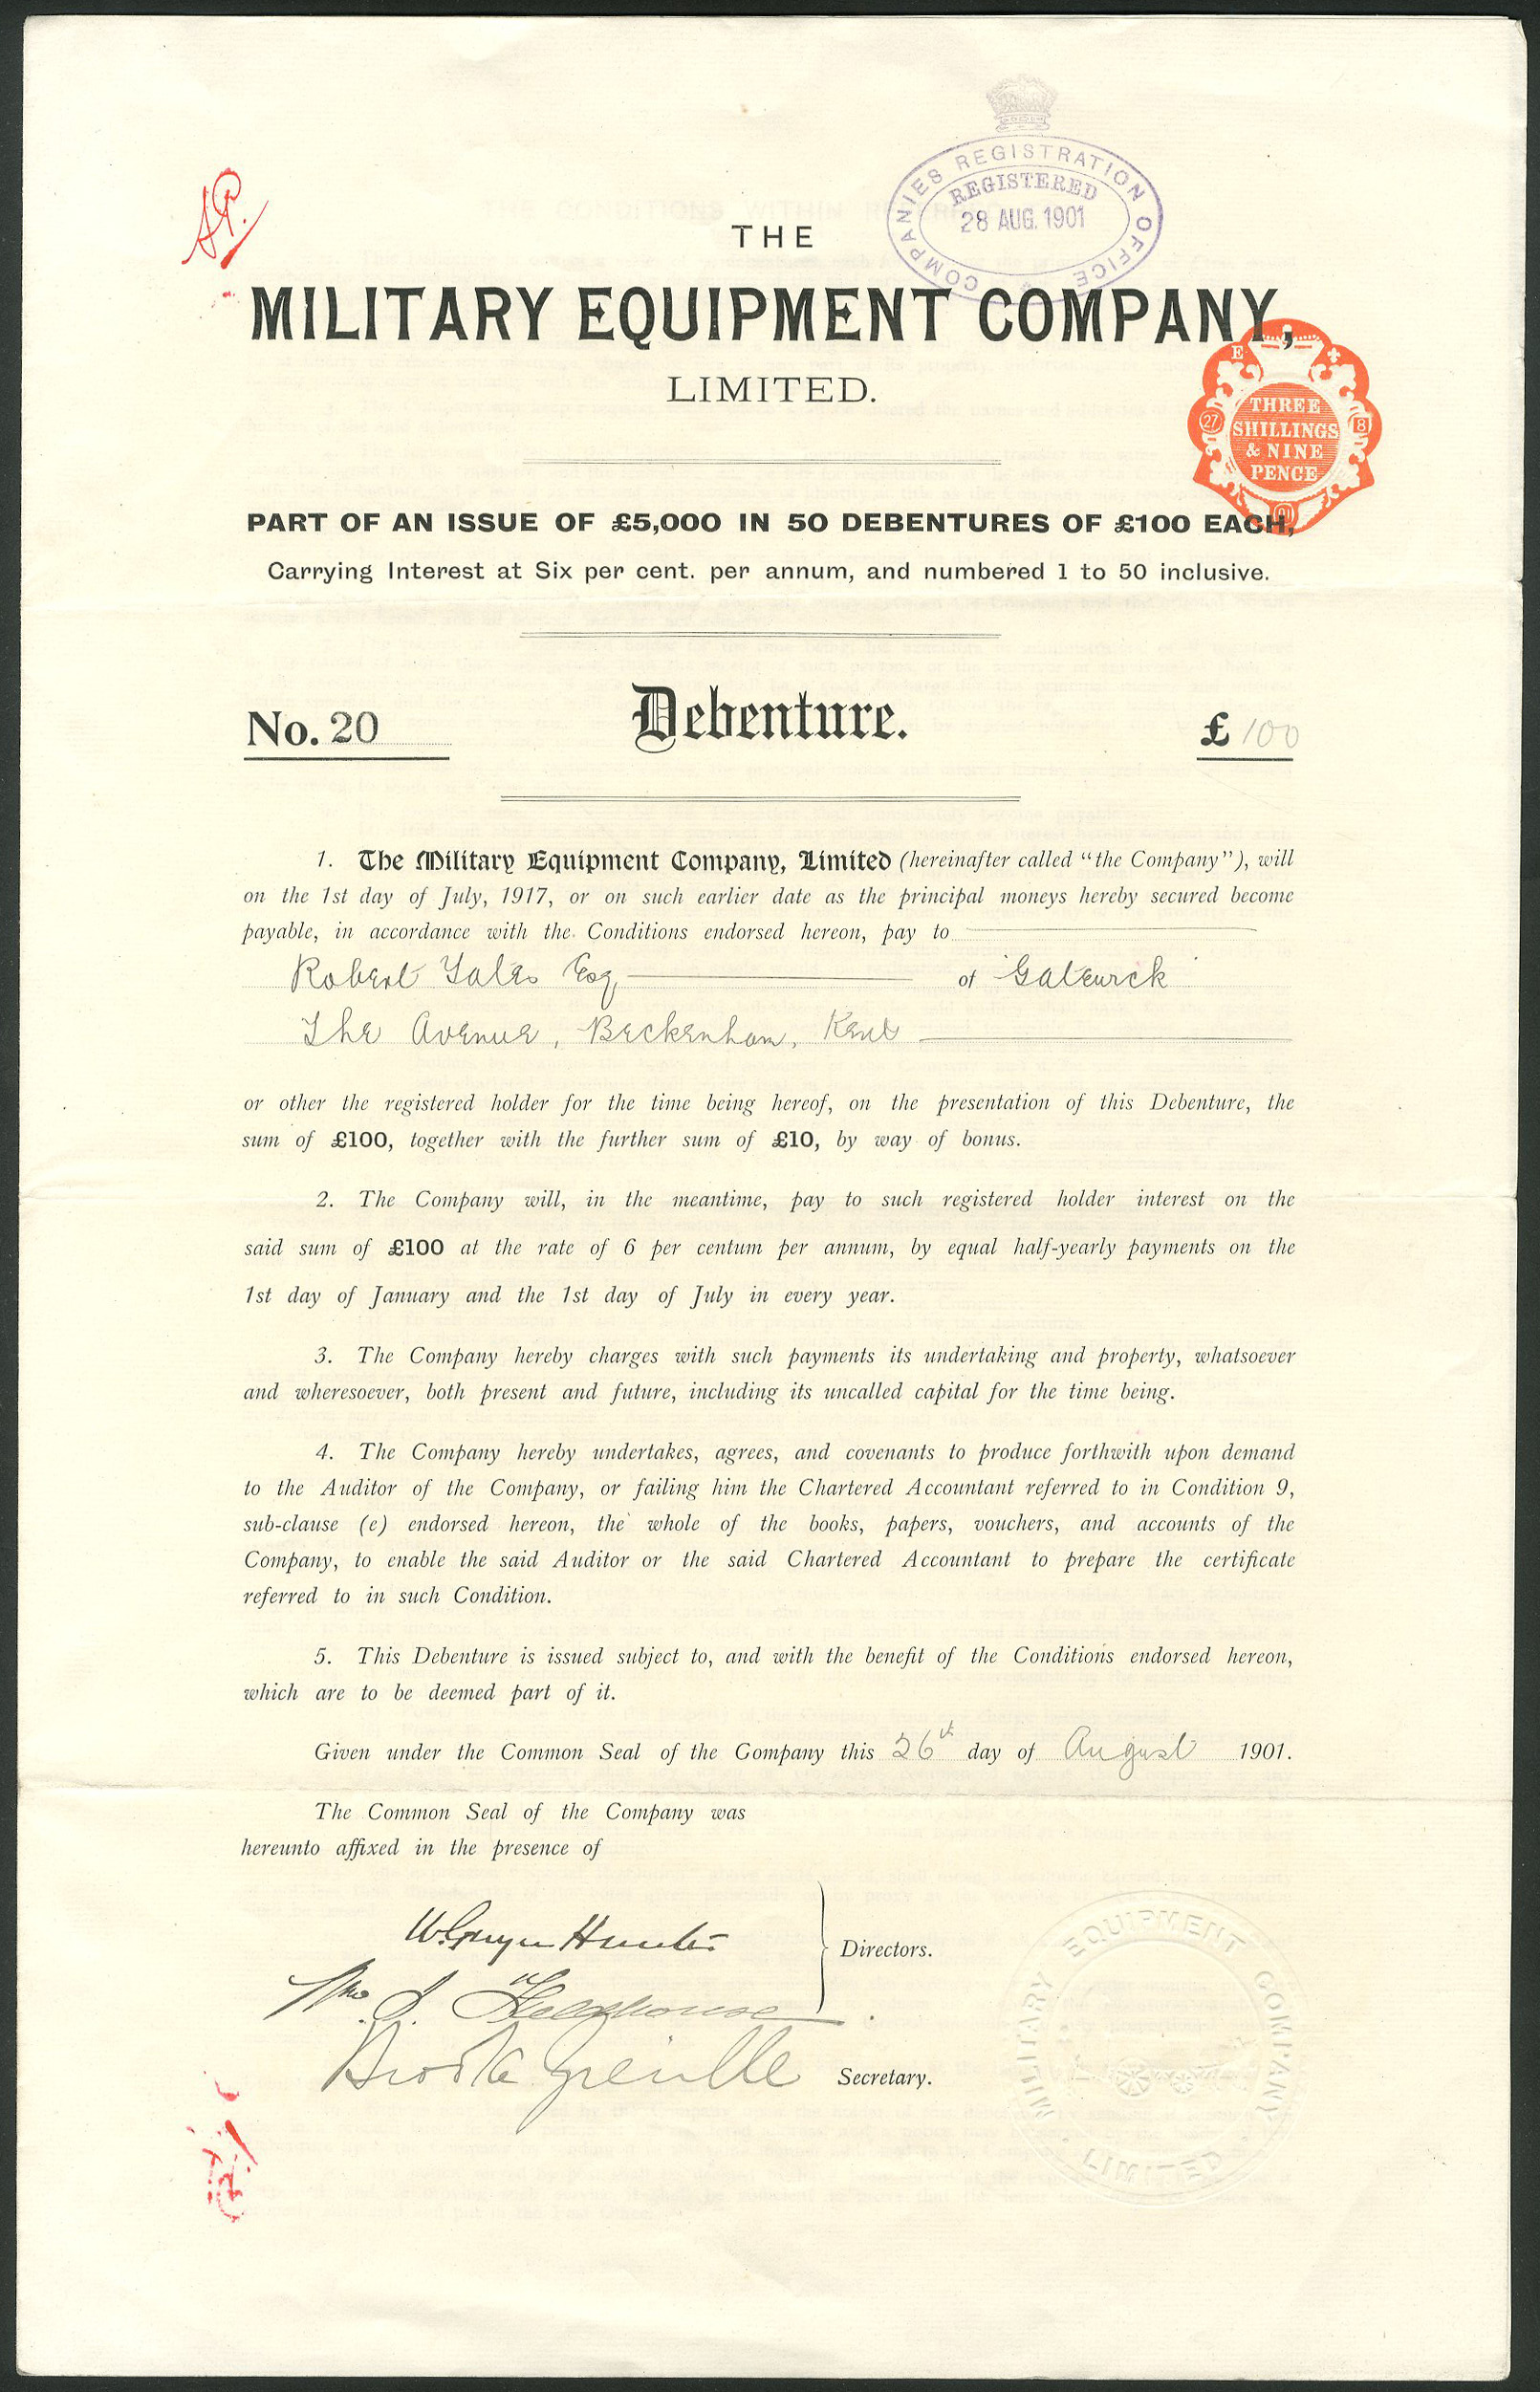 COMPANIES REGISTRATION OFFICE
REGISTERED
28 AUG. 1901
THE
MILITARY EQUIPMENT COMPANY,
LIMITED.
E
27
8
THREE
SHILLINGS
& NINE
PENCE
01
PART OF AN ISSUE OF £5,000 IN 50 DEBENTURES OF £100 EACH,
Carrying Interest at Six per cent. per annum, and numbered 1 to 50 inclusive.
No. 20
Debenture.
£ 100
1. The Military Equipment Company, Limited (hereinafter called “the Company”), will
on the 1st day of July, 1917, or on such earlier date as the principal moneys hereby secured become
payable, in accordance with the Conditions endorsed hereon, pay to
Robert Yates Esq of "Gatewick"
The Avenue, Beckenham, Kent
or other the registered holder for the time being hereof, on the presentation of this Debenture, the
sum of £100, together with the further sum of £10, by way of bonus.
2. The Company will, in the meantime, pay to such registered holder interest on the
said sum of £100 at the rate of 6 per centum per annum, by equal half-yearly payments on the
1st day of January and the 1st day of July in every year.
3. The Company hereby charges with such payments its undertaking and property, whatsoever
and wheresoever, both present and future, including its uncalled capital for the time being.
4. The Company hereby undertakes, agrees, and covenants to produce forthwith upon demand
to the Auditor of the Company, or failing him the Chartered Accountant referred to in Condition 9,
sub-clause (e) endorsed hereon, the whole of the books, papers, vouchers, and accounts of the
Company, to enable the said Auditor or the said Chartered Accountant to prepare the certificate
referred to in such Condition.
5. This Debenture is issued subject to, and with the benefit of the Conditions endorsed hereon,
which are to be deemed part of it.
Given under the Common Seal of the Company this 26th day of August 1901.
The Common Seal of the Company was
hereunto affixed in the presence of
Hunter
Directors.
Greville
Secretary.
MILITARY EQUIPMENT COMPANY
LIMITED